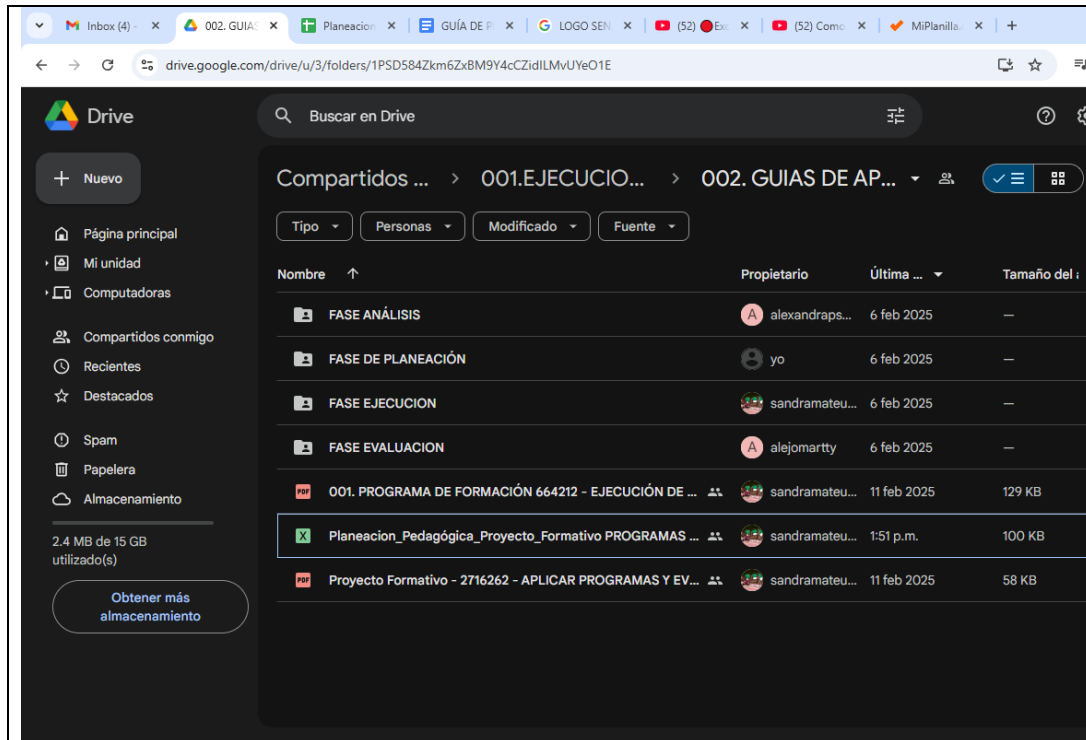 Inbox (4) -
002. GUIAS
Planeacion
GUÍA DE P
LOGO SEN
(52) 🔴Exc
(52) Como
MiPlanilla.
drive.google.com/drive/u/3/folders/1PSD584Zkm6ZxBM9Y4cCZidILMvUYeO1E
Drive
Buscar en Drive
Nuevo
Compartidos ... > 001.EJECUCIO... > 002. GUIAS DE AP...
Tipo Personas Modificado Fuente
Página principal
Mi unidad
Computadoras
Compartidos conmigo
Recientes
Destacados
Spam
Papelera
Almacenamiento
2.4 MB de 15 GB
utilizado(s)
Obtener más
almacenamiento
Nombre Propietario Última ... Tamaño del a
FASE ANÁLISIS A alexandraps... 6 feb 2025 —
FASE DE PLANEACIÓN yo 6 feb 2025 —
FASE EJECUCION sandramateu... 6 feb 2025 —
FASE EVALUACION A alejomartty 6 feb 2025 —
PDF 001. PROGRAMA DE FORMACIÓN 664212 - EJECUCIÓN DE ... sandramateu... 11 feb 2025 129 KB
X Planeacion_Pedagógica_Proyecto_Formativo PROGRAMAS ... sandramateu... 1:51 p.m. 100 KB
PDF Proyecto Formativo - 2716262 - APLICAR PROGRAMAS Y EV... sandramateu... 11 feb 2025 58 KB